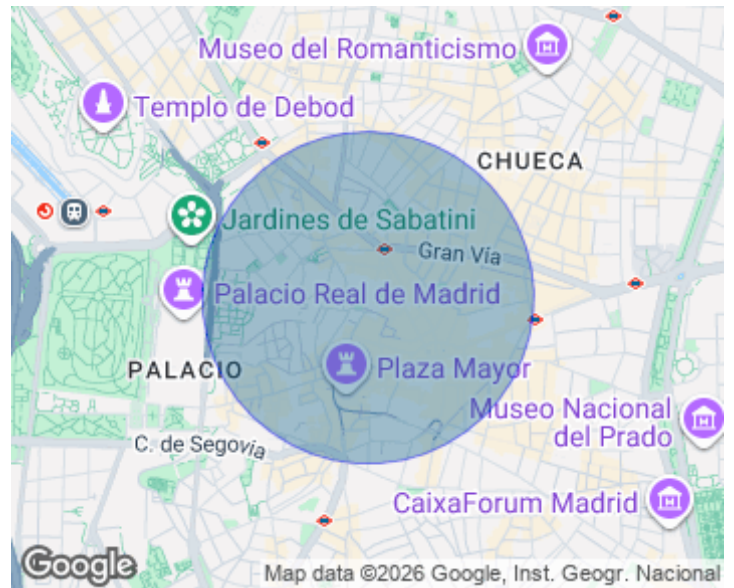 Museo del Romanticismo
Templo de Debod
CHUECA
Jardines de Sabatini
Gran Vía
Palacio Real de Madrid
PALACIO
Plaza Mayor
Museo Nacional
del Prado
C. de Segovia
CaixaForum Madrid
Google
Map data ©2026 Google, Inst. Geogr. Nacional